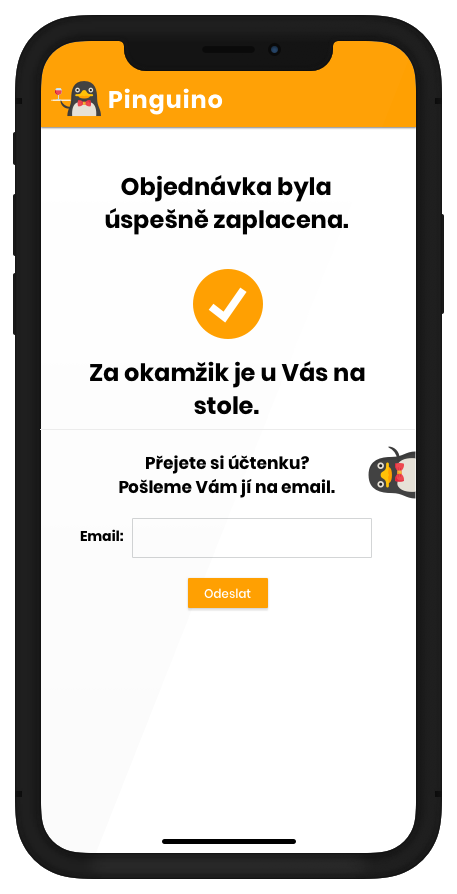 Pinguino
Objednávka byla
úspešně zaplacena.
Za okamžik je u Vás na
stole.
Přejete si účtenku?
Pošleme Vám jí na email.
Email:
Odeslat